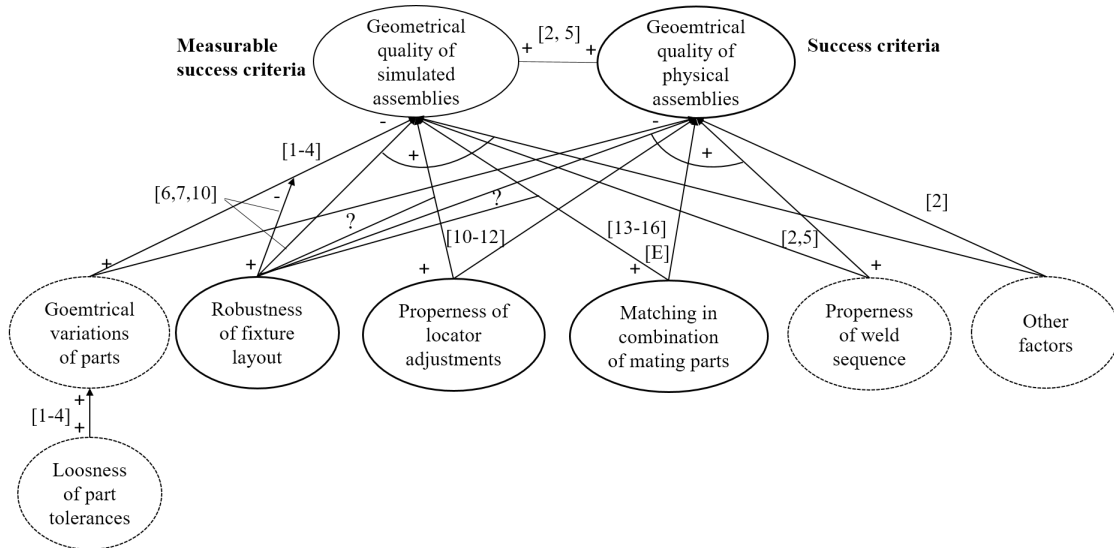 Measurable
success criteria
Geometrical
quality of
simulated
assemblies
+ [2, 5] +
Geoemtrical
quality of
physical
assemblies
Success criteria
-
+
-
+
[1-4]
[6,7,10]
-
?
?
[10-12]
[13-16]
[E]
[2,5]
[2]
+
+
+
+
+
Goemtrical
variations
of parts
Robustness
of fixture
layout
Properness of
locator
adjustments
Matching in
combination
of mating parts
Properness
of weld
sequence
Other
factors
+
[1-4]
+
Loosness
of part
tolerances